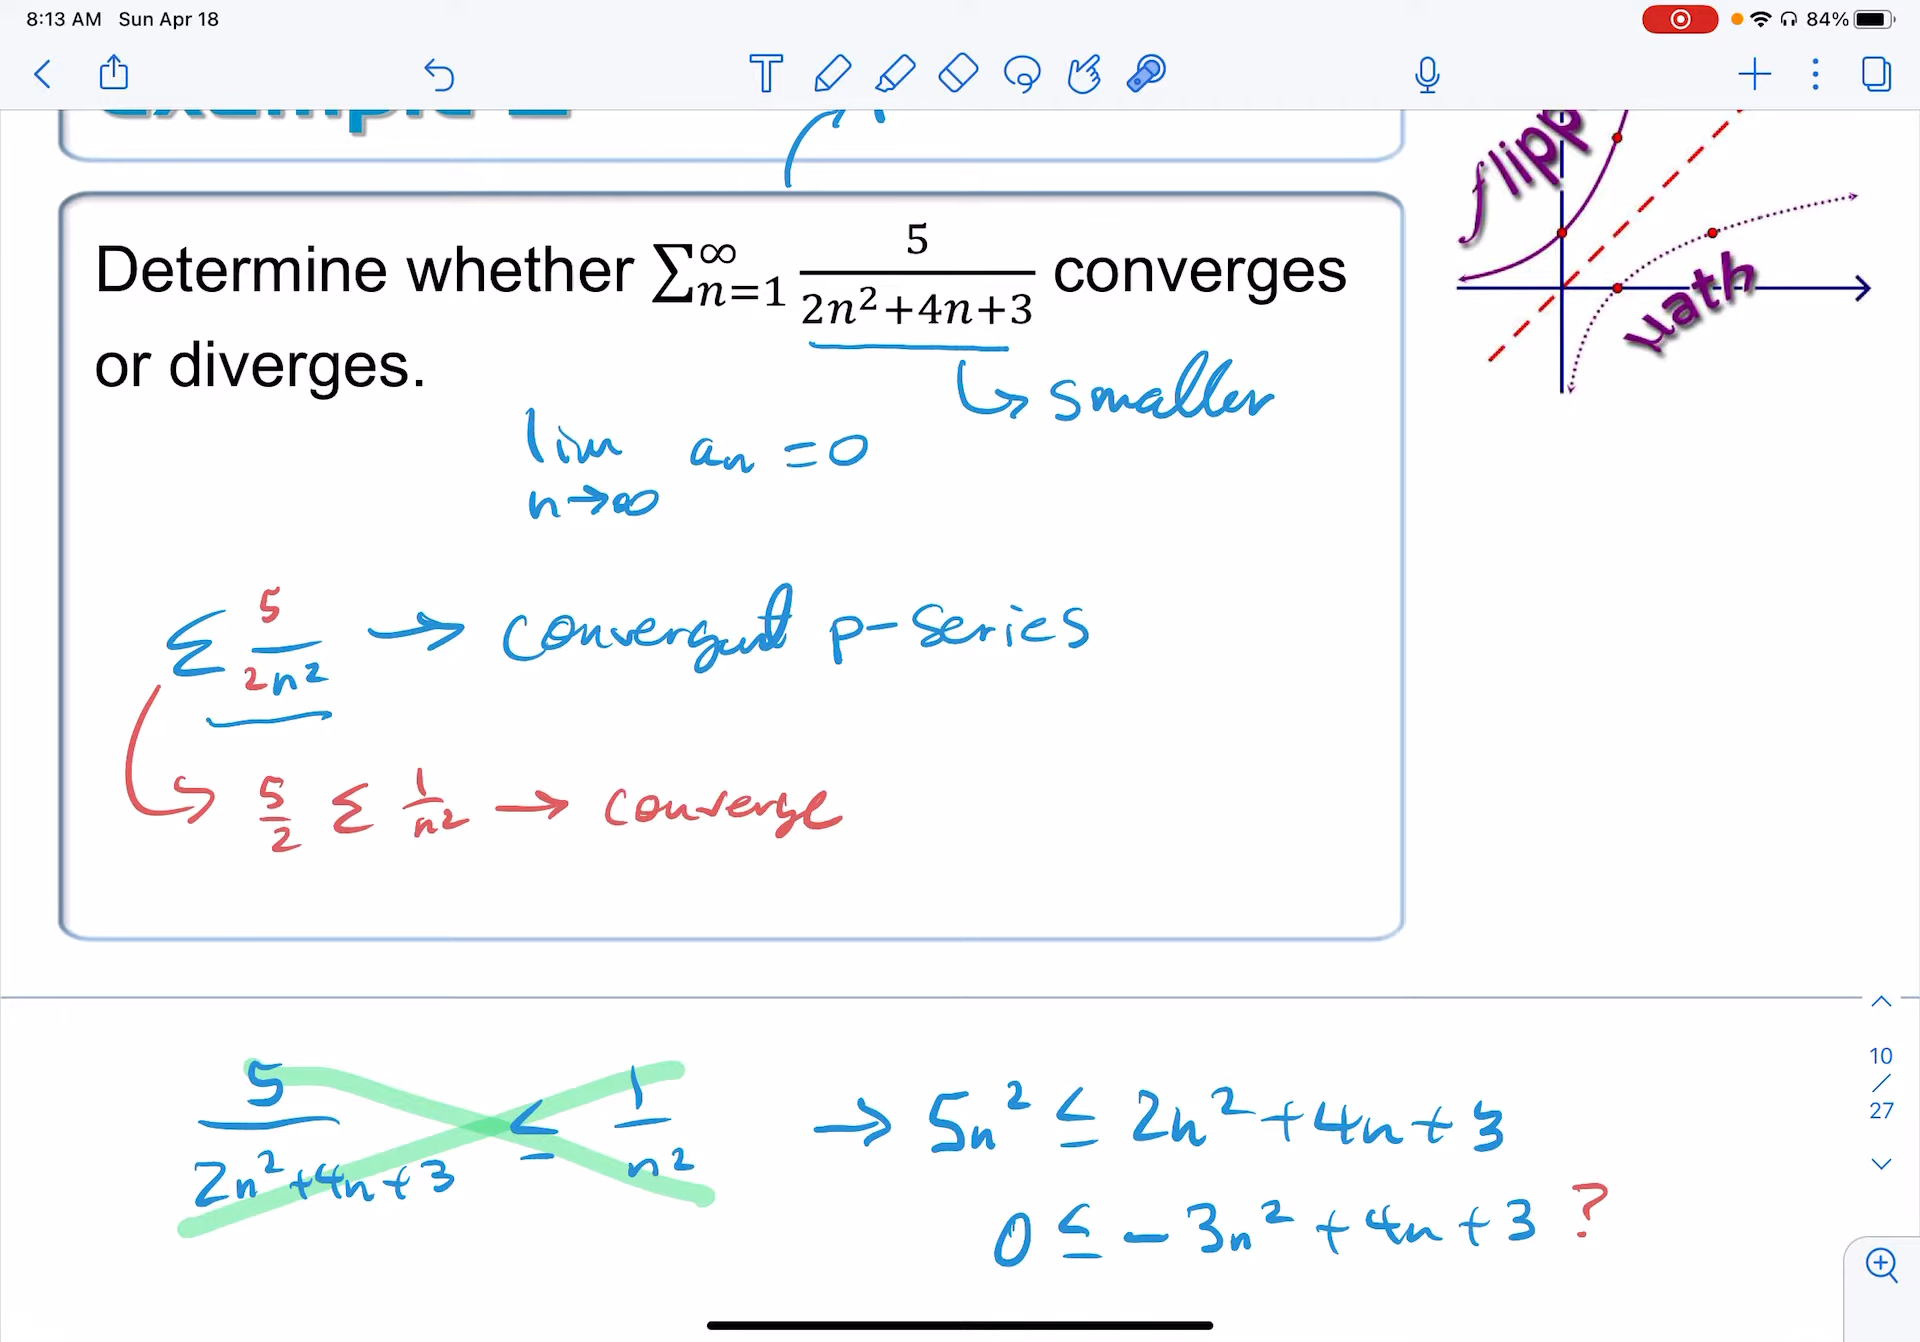 8:13 AM Sun Apr 18
84%
Example 2
flipp
Determine whether ∑_{n=1}^{∞} 5/(2n²+4n+3) converges
or diverges.
math
↳ smaller
lim a_n = 0
n→∞
∑ 5/(2n²) → convergent p-series
↳ 5/2 ∑ 1/n² → converge
10
/
27
5/(2n²+4n+3) ≤ 1/n² → 5n² ≤ 2n²+4n+3
0 ≤ -3n²+4n+3 ?